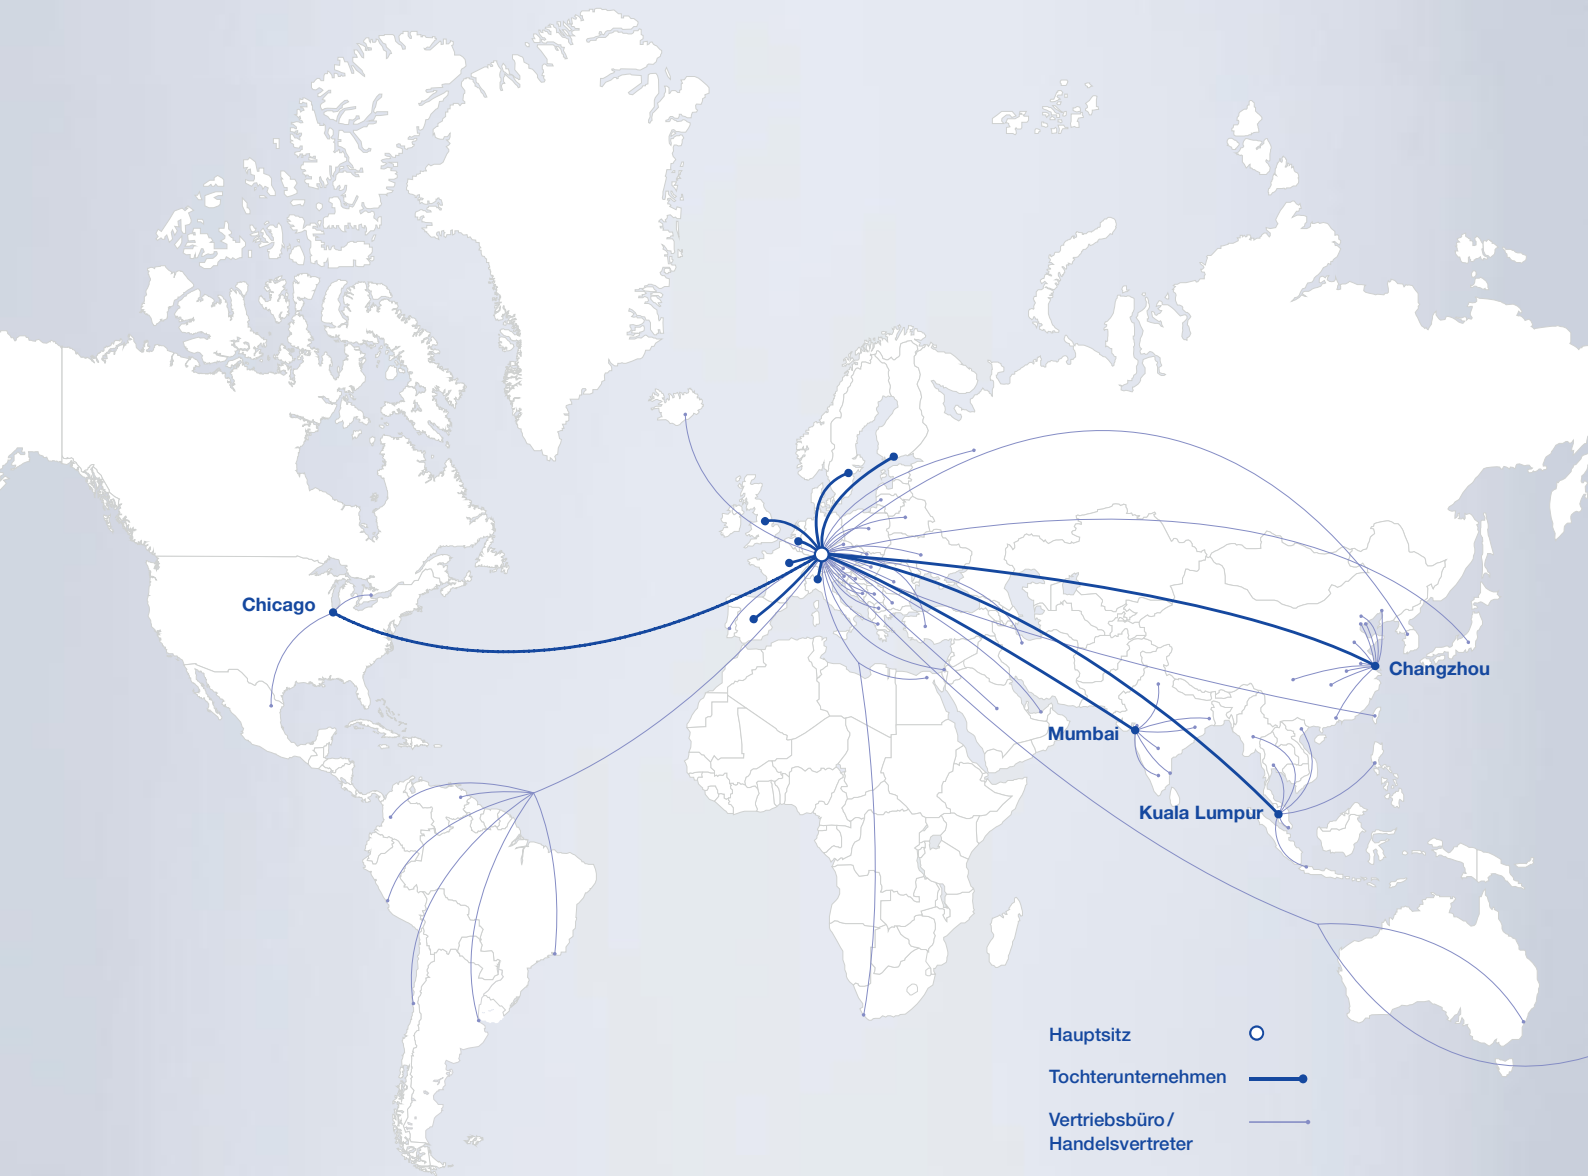 Chicago
Changzhou
Mumbai
Kuala Lumpur
Hauptsitz
Tochterunternehmen
Vertriebsbüro /
Handelsvertreter